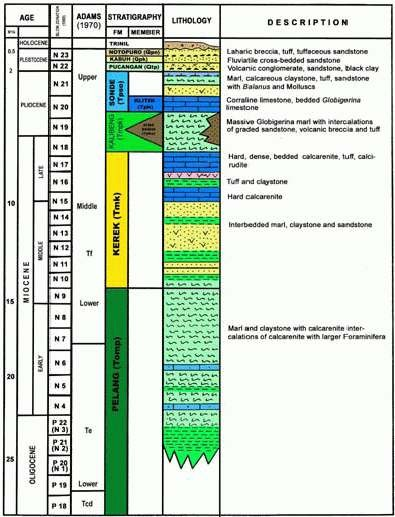 AGE
ADAMS (1970)
STRATIGRAPHY
FM MEMBER
LITHOLOGY
DESCRIPTION
HOLOCENE
TRINIL
0.5
PLEISTOCENE
N 23
NOTOPURO (Qpn)
Laharic breccia, tuff, tuffaceous sandstone
KABUH (Qpk)
Fluviartile cross-bedded sandstone
2
N 22
PUCANGAN (Qtp)
Volcanic conglomerate, sandstone, black clay
PLIOCENE
N 21
Upper
SONDE (Tpso)
Marl, calcareous claystone, tuff, sandstone
with Balanus and Molluscs
N 20
KLITIK (Tpk)
Corralline limestone, bedded Globigerina
limestone
N 19
KALIBENG (Tmpk)
Massive Globigerina marl with intercalations
of graded sandstone, volcanic breccia and tuff
N 18
MIOCENE
LATE
N 17
KEREK (Tmk)
Hard, dense, bedded calcarenite, tuff, calci-
rudite
N 16
Tuff and claystone
10
N 15
Middle
Hard calcarenite
MIDDLE
N 14
N 13
Interbedded marl, claystone and sandstone
N 12
Tf
N 11
N 10
15
N 9
Lower
PELANG (Tomp)
EARLY
N 8
N 7
Marl and claystone with calcarenite inter-
calations of calcarenite with larger Foraminifera
N 6
20
N 5
N 4
OLIGOCENE
P 22 (N 3)
Te
P 21 (N 2)
25
P 20 (N 1)
P 19
Lower
P 18
Tcd